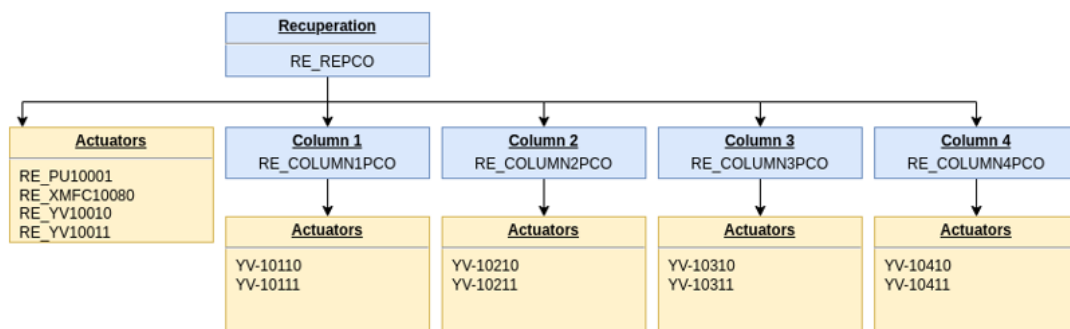 Recuperation
RE_REPCO
Actuators
RE_PU10001
RE_XMFC10080
RE_YV10010
RE_YV10011
Column 1
RE_COLUMN1PCO
Column 2
RE_COLUMN2PCO
Column 3
RE_COLUMN3PCO
Column 4
RE_COLUMN4PCO
Actuators
YV-10110
YV-10111
Actuators
YV-10210
YV-10211
Actuators
YV-10310
YV-10311
Actuators
YV-10410
YV-10411